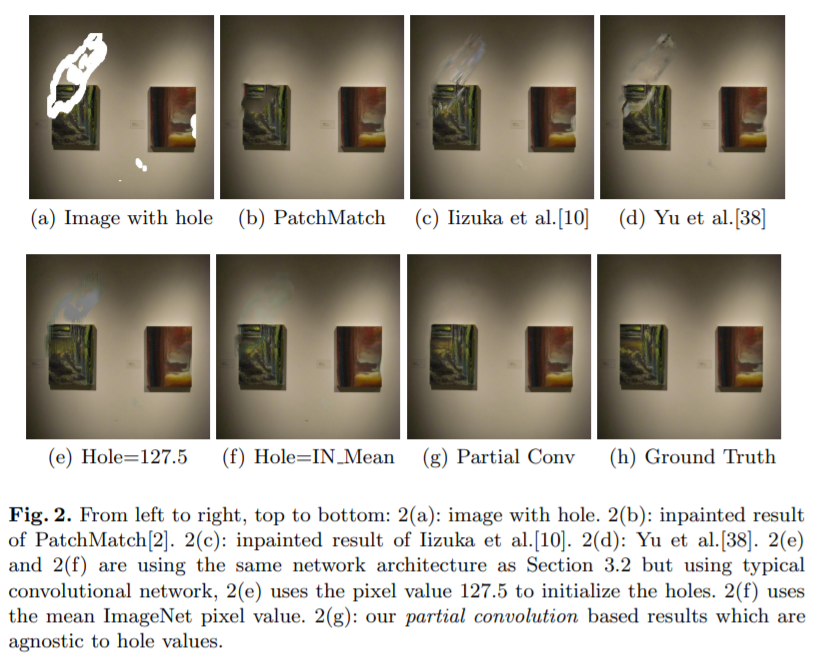 (a) Image with hole (b) PatchMatch (c) Iizuka et al.[10] (d) Yu et al.[38]
(e) Hole=127.5 (f) Hole=IN_Mean (g) Partial Conv (h) Ground Truth
Fig. 2. From left to right, top to bottom: 2(a): image with hole. 2(b): inpainted result
of PatchMatch[2]. 2(c): inpainted result of Iizuka et al.[10]. 2(d): Yu et al.[38]. 2(e)
and 2(f) are using the same network architecture as Section 3.2 but using typical
convolutional network, 2(e) uses the pixel value 127.5 to initialize the holes. 2(f) uses
the mean ImageNet pixel value. 2(g): our partial convolution based results which are
agnostic to hole values.